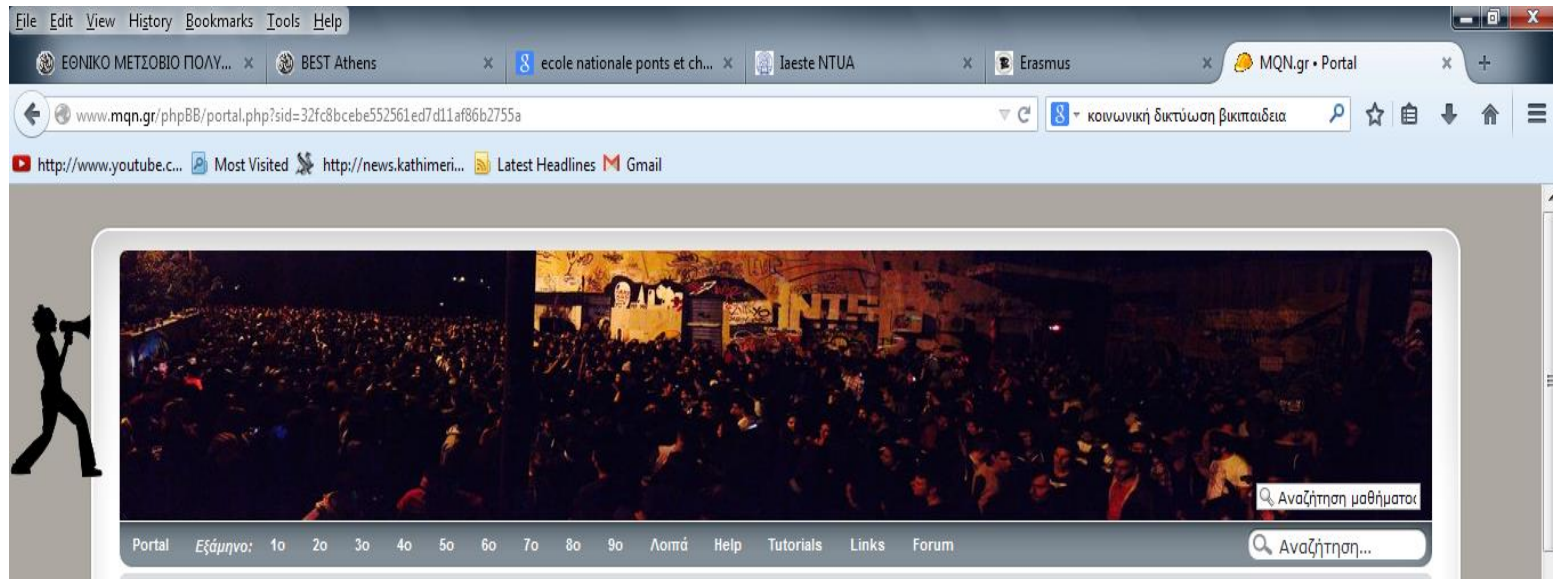 File Edit View History Bookmarks Tools Help
ΕΘΝΙΚΟ ΜΕΤΣΟΒΙΟ ΠΟΛΥ... BEST Athens ecole nationale ponts et ch... Iaeste NTUA Erasmus MQN.gr • Portal
www.mqn.gr/phpBB/portal.php?sid=32fc8bcebe552561ed7d11af86b2755a κοινωνική δικτύωση βικιπαιδεια
http://www.youtube.c... Most Visited http://news.kathimeri... Latest Headlines Gmail
Αναζήτηση μαθήματος
Portal Εξάμηνο: 1ο 2ο 3ο 4ο 5ο 6ο 7ο 8ο 9ο Λοιπά Help Tutorials Links Forum Αναζήτηση...